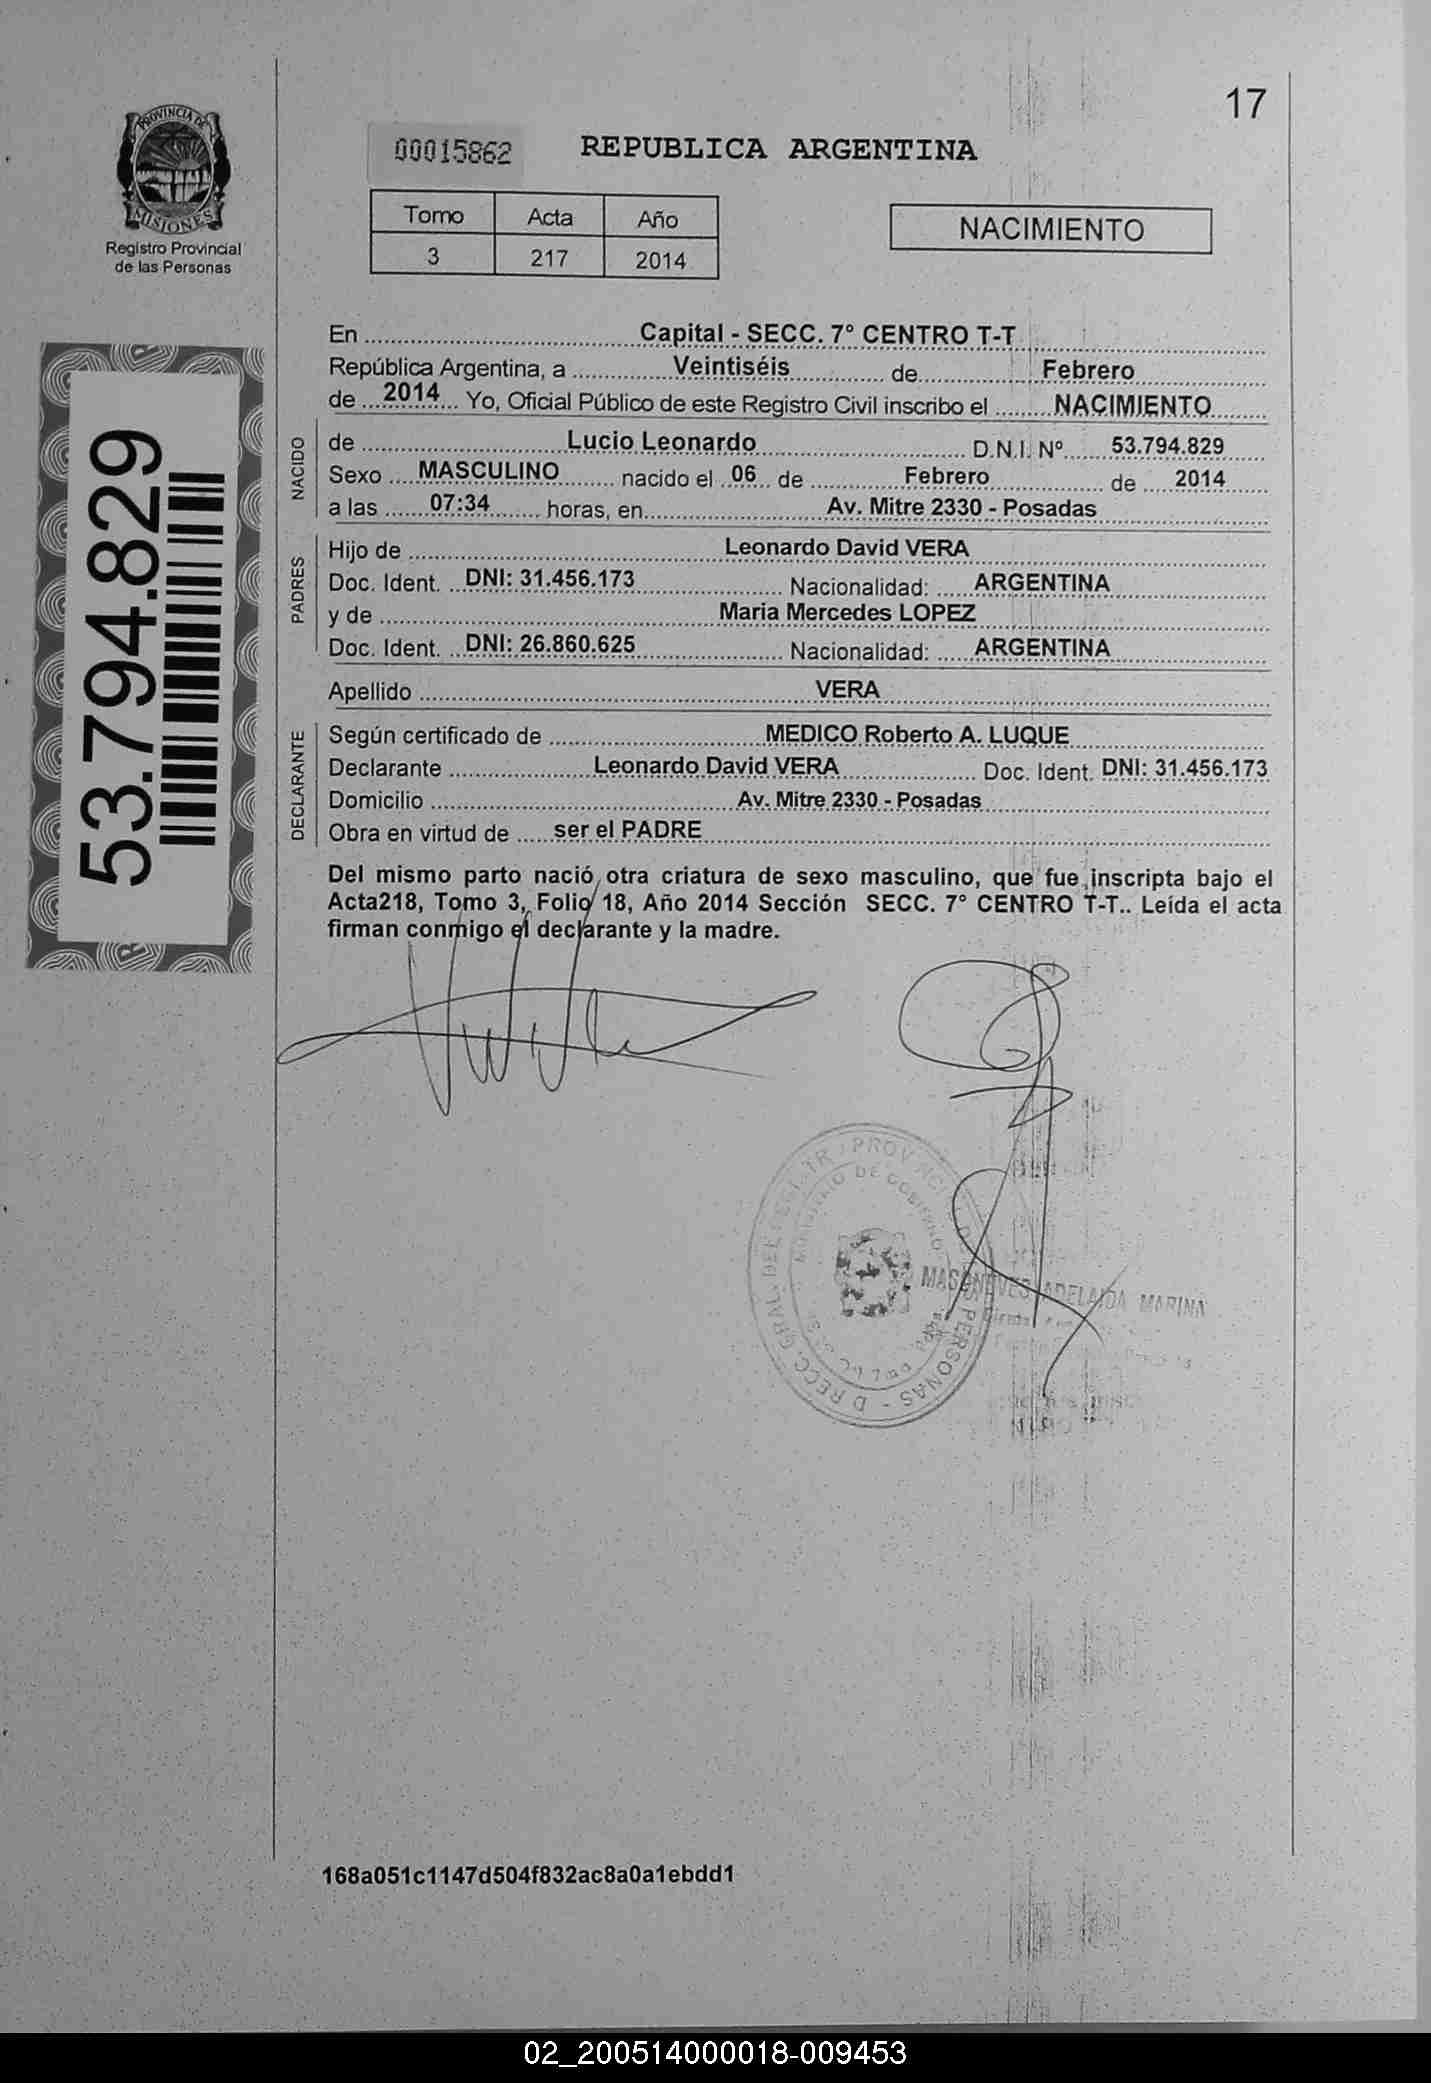 17
PROVINCIA DE
MISIONES
Registro Provincial
de las Personas
00015862
REPUBLICA ARGENTINA
Tomo Acta Año
3 217 2014
NACIMIENTO
53.794.829
En Capital - SECC. 7° CENTRO T-T
República Argentina, a Veintiséis de Febrero
de 2014 Yo, Oficial Público de este Registro Civil inscribo el NACIMIENTO
NACIDO
de Lucio Leonardo D.N.I. Nº 53.794.829
Sexo MASCULINO nacido el 06 de Febrero de 2014
a las 07:34 horas, en Av. Mitre 2330 - Posadas
PADRES
Hijo de Leonardo David VERA
Doc. Ident. DNI: 31.456.173 Nacionalidad: ARGENTINA
y de Maria Mercedes LOPEZ
Doc. Ident. DNI: 26.860.625 Nacionalidad: ARGENTINA
Apellido VERA
DECLARANTE
Según certificado de MEDICO Roberto A. LUQUE
Declarante Leonardo David VERA Doc. Ident. DNI: 31.456.173
Domicilio Av. Mitre 2330 - Posadas
Obra en virtud de ser el PADRE
Del mismo parto nació otra criatura de sexo masculino, que fue inscripta bajo el
Acta218, Tomo 3, Folio 18, Año 2014 Sección SECC. 7° CENTRO T-T.. Leída el acta
firman conmigo el declarante y la madre.
ADELAIDA MARINA
168a051c1147d504f832ac8a0a1ebdd1
02_200514000018-009453